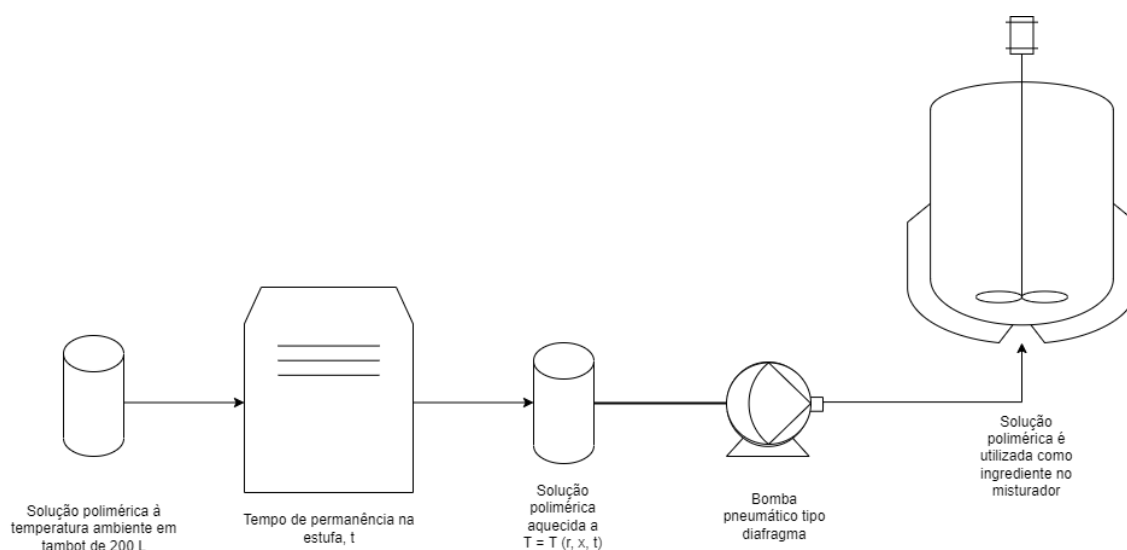 Solução polimérica à
temperatura ambiente em
tambot de 200 L
Tempo de permanência na
estufa, t
Solução
polimérica
aquecida a
T = T (r, x, t)
Bomba
pneumático tipo
diafragma
Solução
polimérica é
utilizada como
ingrediente no
misturador